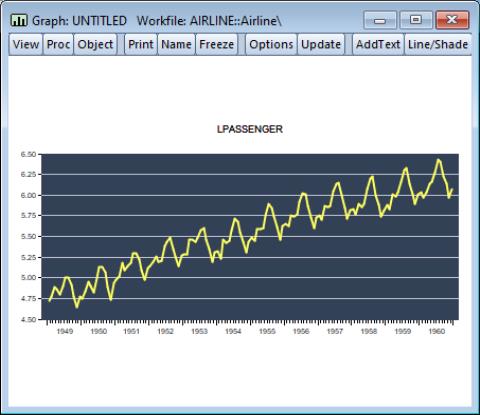 Graph: UNTITLED Workfile: AIRLINE::Airline\
View Proc Object Print Name Freeze Options Update AddText Line/Shade
LPASSENGER
6.50
6.25
6.00
5.75
5.50
5.25
5.00
4.75
4.50
1949 1950 1951 1952 1953 1954 1955 1956 1957 1958 1959 1960